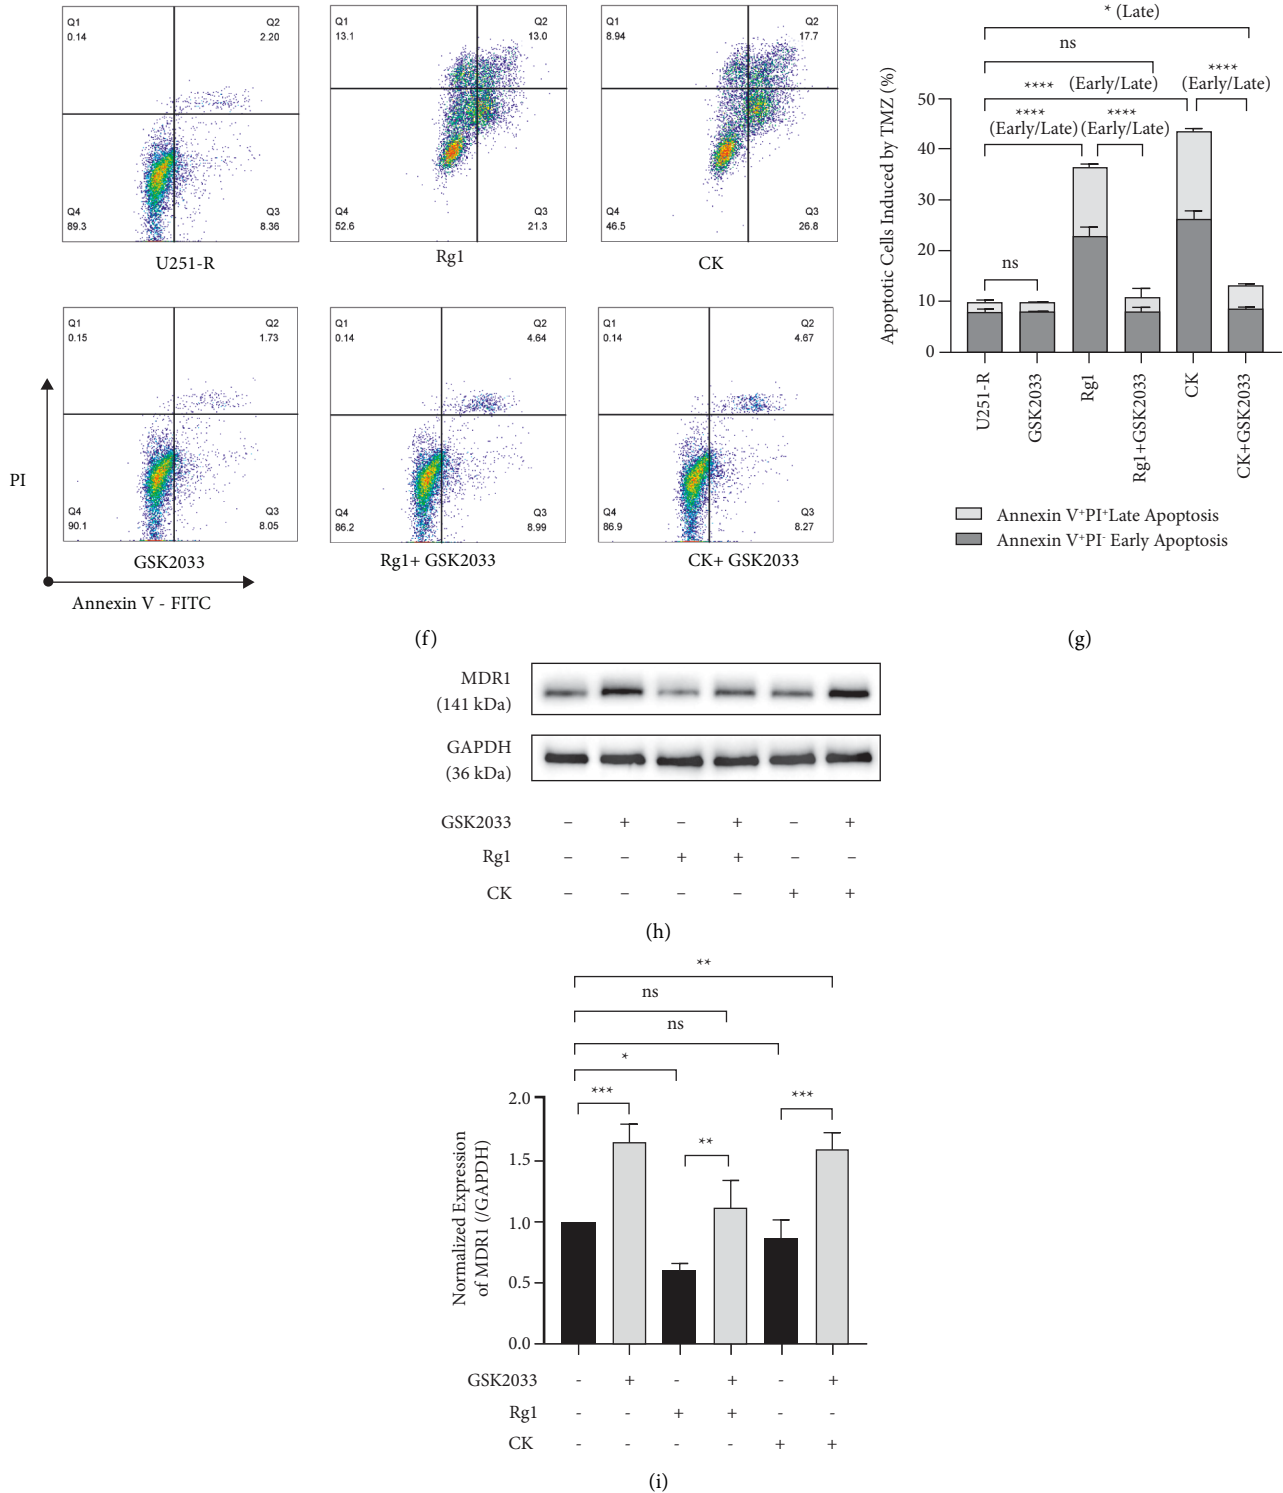 Q1
0.14
Q2
2.20
Q4
89.3
Q3
8.36
U251-R
Q1
13.1
Q2
13.0
Q4
52.6
Q3
21.3
Rg1
Q1
8.94
Q2
17.7
Q4
46.5
Q3
26.8
CK
Q1
0.15
Q2
1.73
Q4
90.1
Q3
8.05
GSK2033
Q1
0.14
Q2
4.64
Q4
86.2
Q3
8.99
Rg1+ GSK2033
Q1
0.14
Q2
4.67
Q4
86.9
Q3
8.27
CK+ GSK2033
PI
Annexin V - FITC
(f)
* (Late)
ns
****
(Early/Late)
****
(Early/Late)
****
(Early/Late)
****
(Early/Late)
ns
Apoptotic Cells Induced by TMZ (%)
50
40
30
20
10
0
U251-R
GSK2033
Rg1
Rg1+GSK2033
CK
CK+GSK2033
Annexin V⁺PI⁺Late Apoptosis
Annexin V⁺PI⁻ Early Apoptosis
(g)
MDR1
(141 kDa)
GAPDH
(36 kDa)
GSK2033 – + – + – +
Rg1 – – + + – –
CK – – – – + +
(h)
**
ns
ns
*
***
**
***
Normalized Expression
of MDR1 (/GAPDH)
2.0
1.5
1.0
0.5
0.0
GSK2033 - + - + - +
Rg1 - - + + - -
CK - - - - + +
(i)